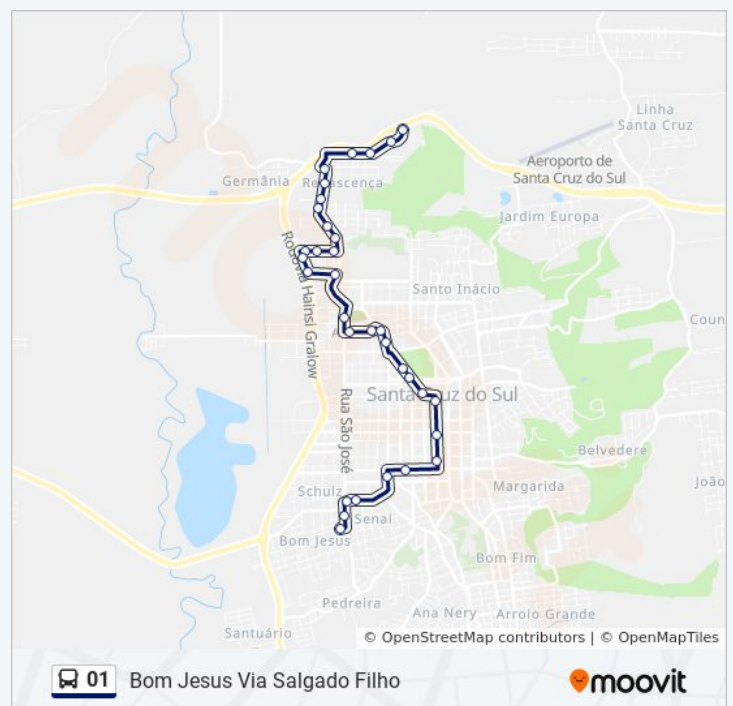 Linha
Santa Cruz
Aeroporto de
Santa Cruz do Sul
Germânia
Renascença
Jardim Europa
Rodovia Hainsi Gralow
Santo Inácio
Coun
A
Santa Cruz do Sul
Rua São José
Belvedere
Schulz
Margarida
João
Senai
Bom Jesus
Bom Fim
Pedreira
Ana Nery
Arroio Grande
Santuário
© OpenStreetMap contributors | © OpenMapTiles
01 Bom Jesus Via Salgado Filho
moovit